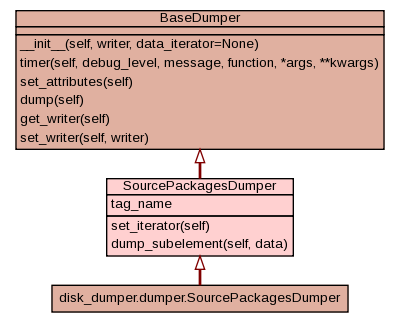 BaseDumper
__init__(self, writer, data_iterator=None)
timer(self, debug_level, message, function, *args, **kwargs)
set_attributes(self)
dump(self)
get_writer(self)
set_writer(self, writer)
SourcePackagesDumper
tag_name
set_iterator(self)
dump_subelement(self, data)
disk_dumper.dumper.SourcePackagesDumper